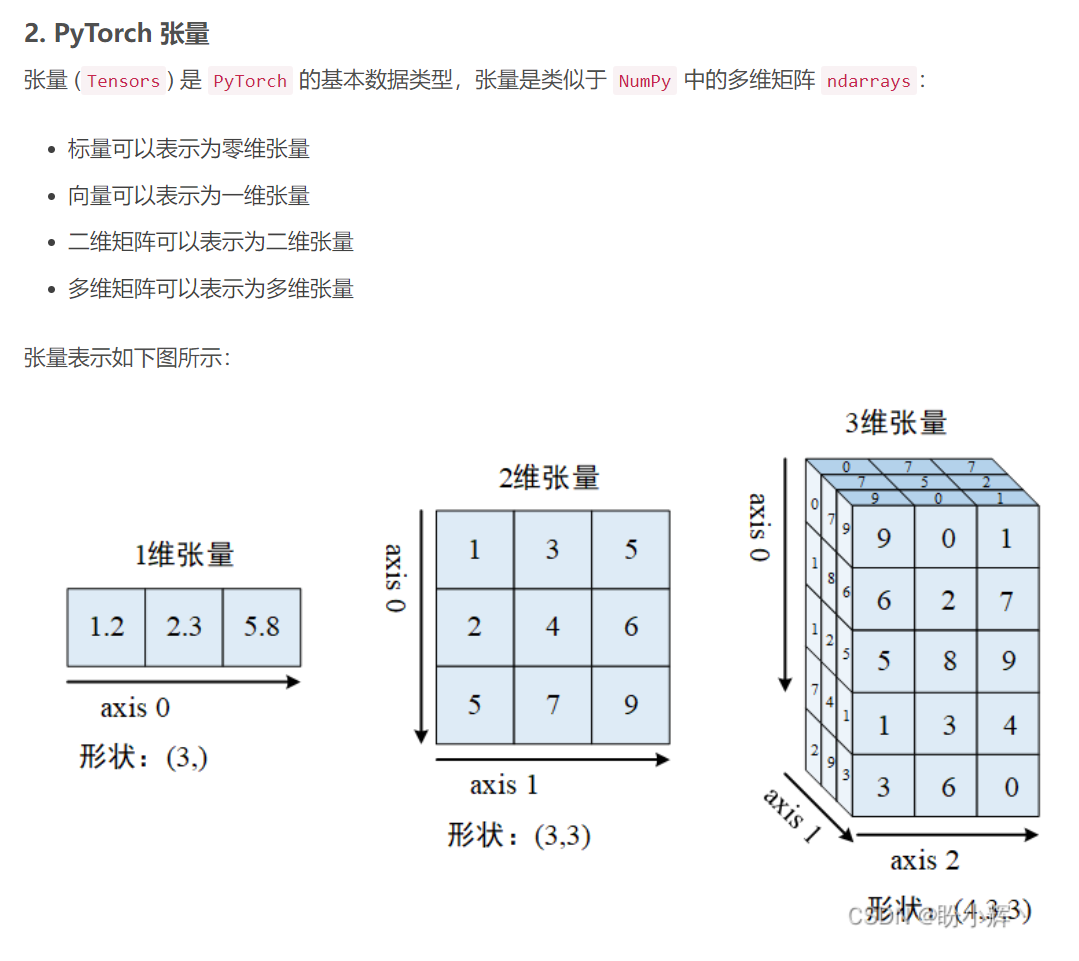 2. PyTorch 张量
张量 (Tensors) 是 PyTorch 的基本数据类型，张量是类似于 NumPy 中的多维矩阵 ndarrays：
• 标量可以表示为零维张量
• 向量可以表示为一维张量
• 二维矩阵可以表示为二维张量
• 多维矩阵可以表示为多维张量
张量表示如下图所示：
1维张量
1.2 2.3 5.8
axis 0
形状：(3,)
2维张量
axis 0
1 3 5
2 4 6
5 7 9
axis 1
形状：(3,3)
3维张量
axis 0
0 7 7
7 5 2
9 0 1
0 7 9
1 8 6
1 2 5
7 4 1
2 9 3
9 0 1
6 2 7
5 8 9
1 3 4
3 6 0
axis 1
axis 2
形状：(4,3,3)
CSDN @盼小辉丶